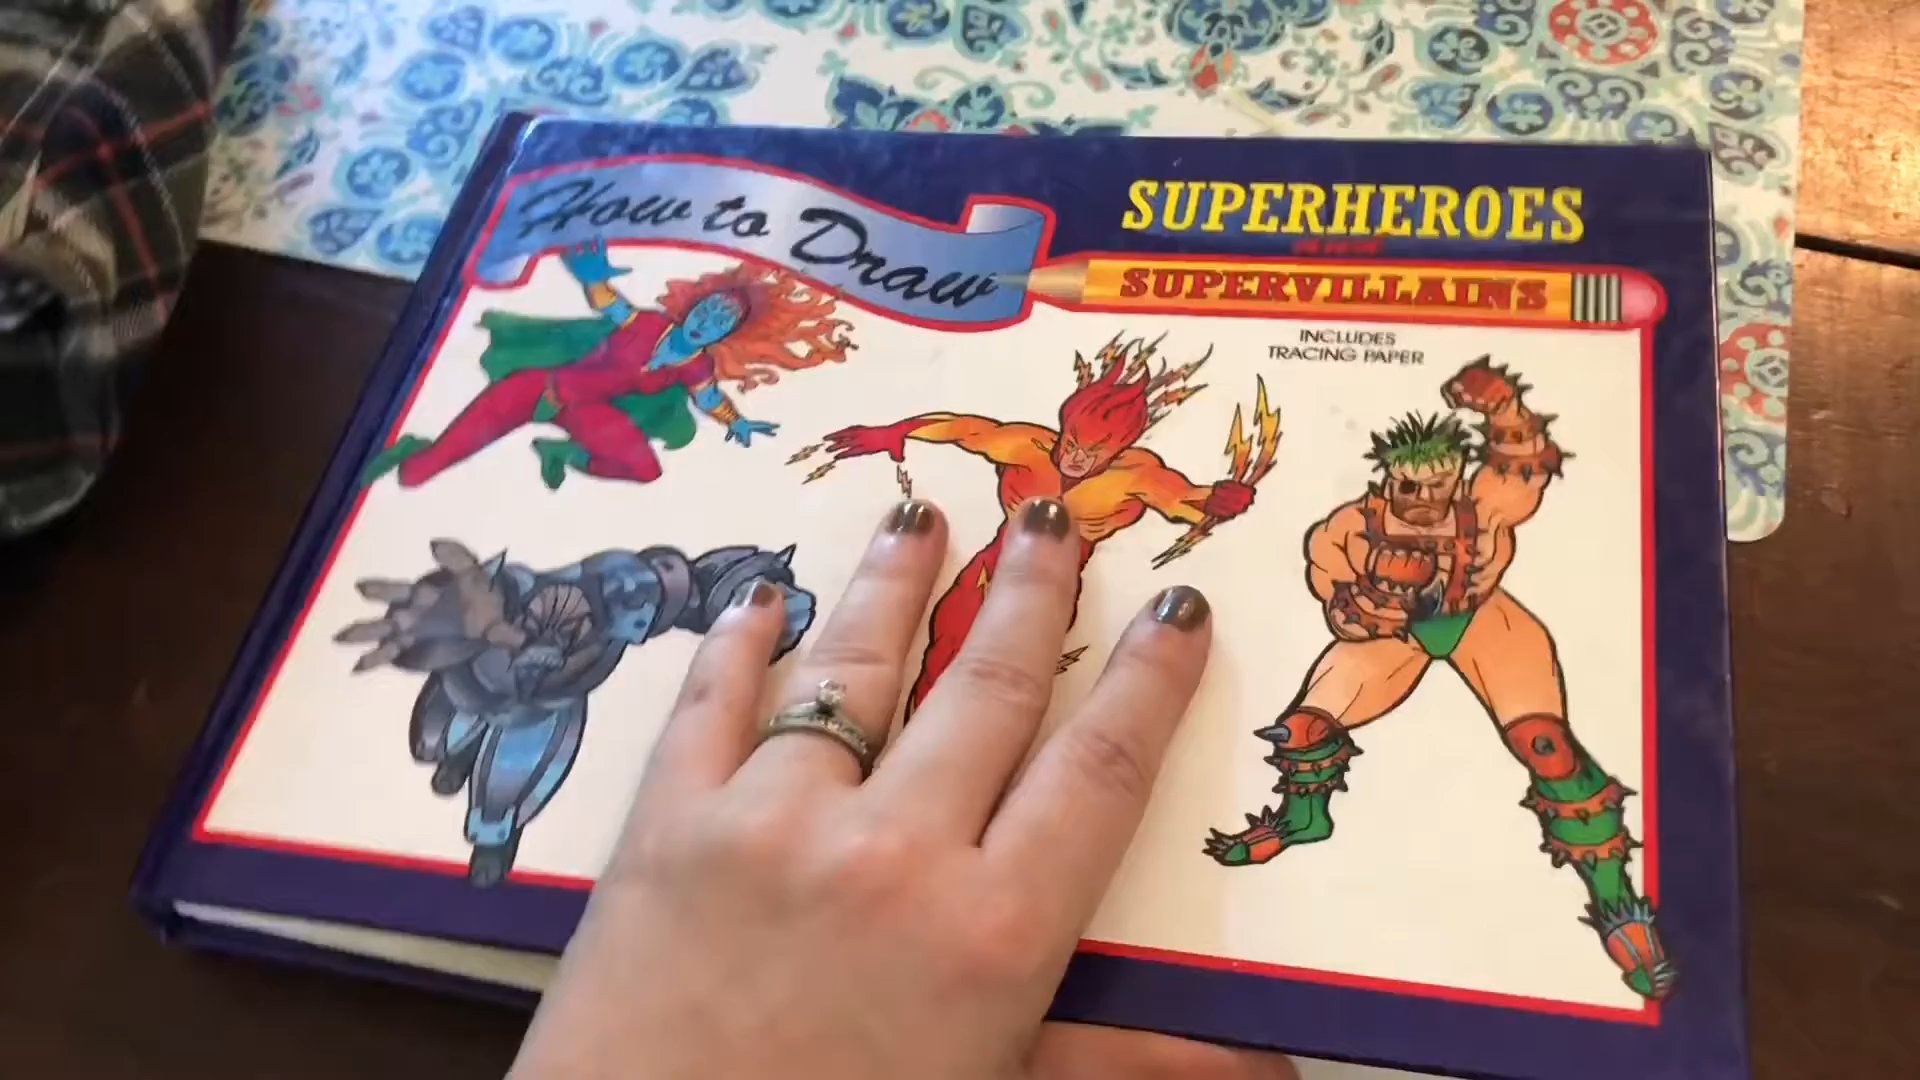 How to Draw
SUPERHEROES
SUPERVILLAINS
INCLUDES
TRACING PAPER